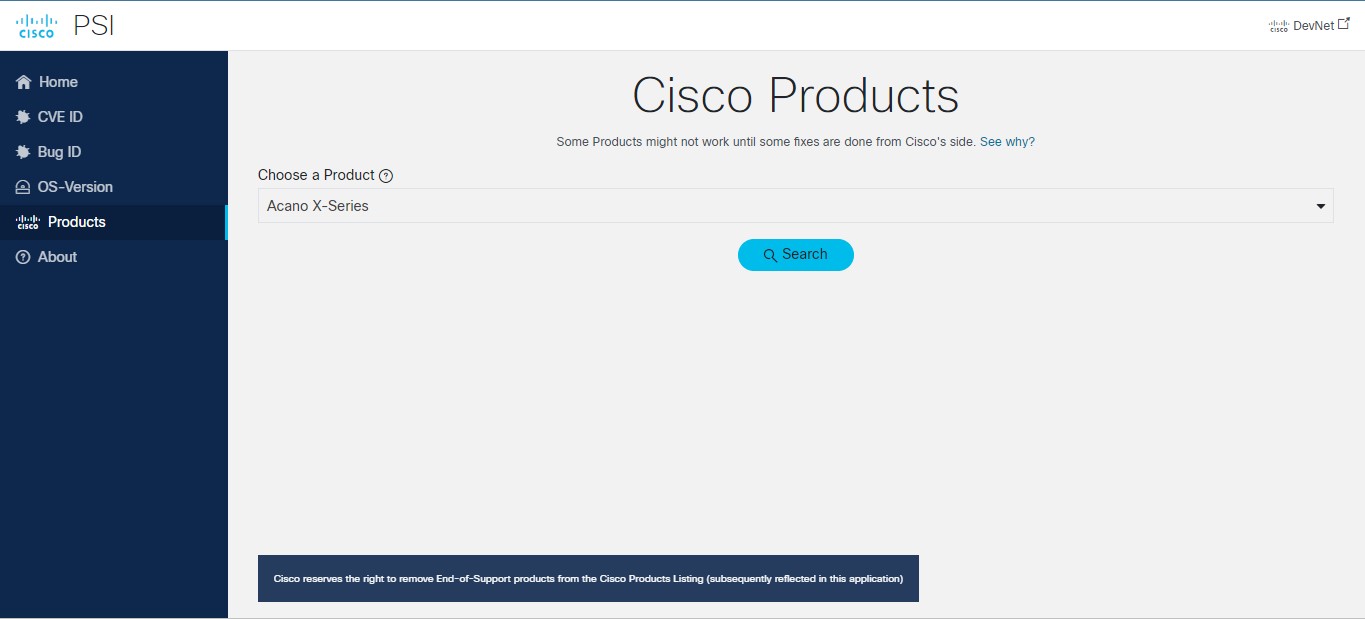 CISCO PSI
CISCO DevNet
Home
CVE ID
Bug ID
OS-Version
CISCO Products
About
Cisco Products
Some Products might not work until some fixes are done from Cisco's side. See why?
Choose a Product ?
Acano X-Series
Search
Cisco reserves the right to remove End-of-Support products from the Cisco Products Listing (subsequently reflected in this application)